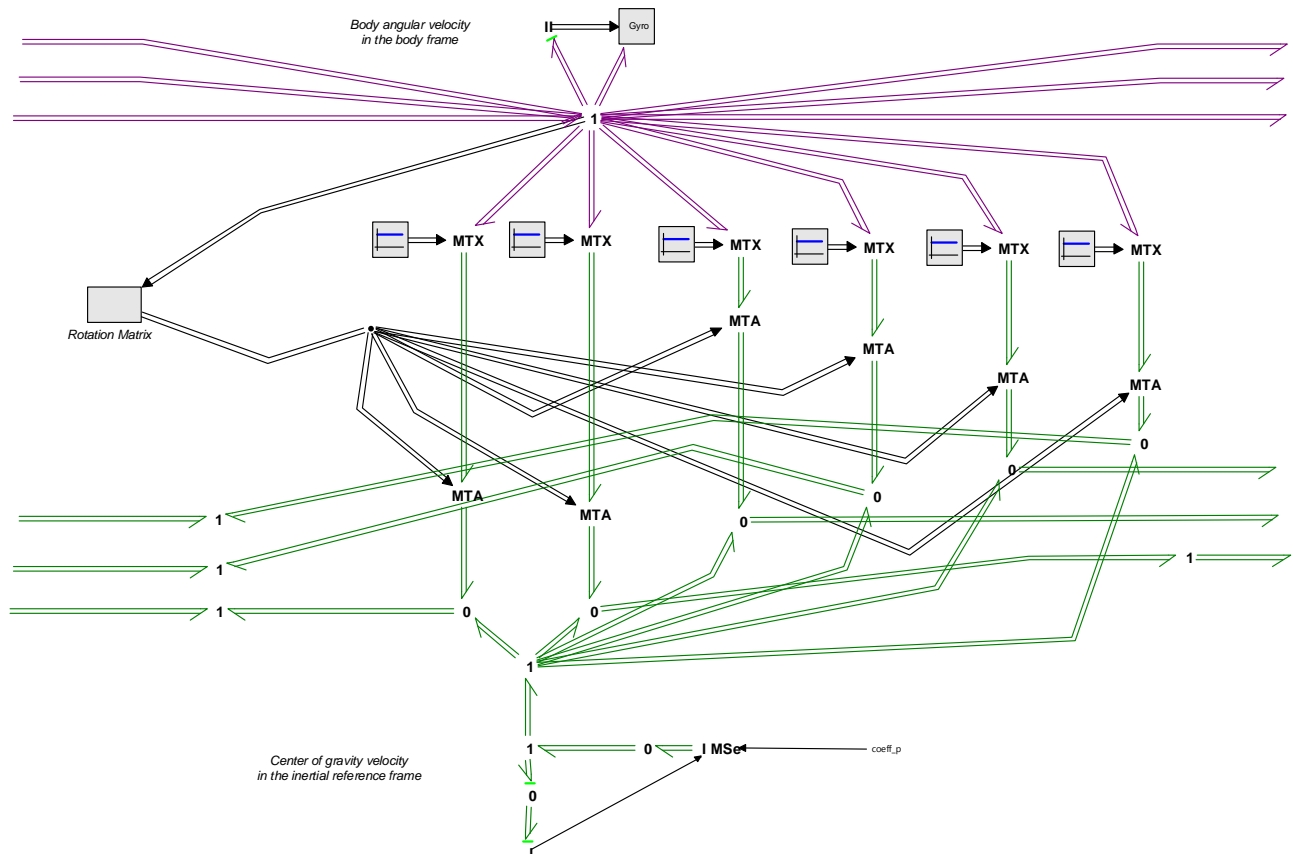 Body angular velocity
in the body frame
II
Gyro
1
MTX MTX MTX MTX MTX MTX
Rotation Matrix
MTA
MTA
MTA
MTA
0
0
MTA
0
MTA
1
0
1
1
1
0
0
1
1
0
I MSe
coeff_p
Center of gravity velocity
in the inertial reference frame
0
I